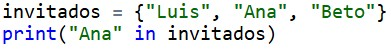 invitados = {"Luis", "Ana", "Beto"}
print("Ana" in invitados)